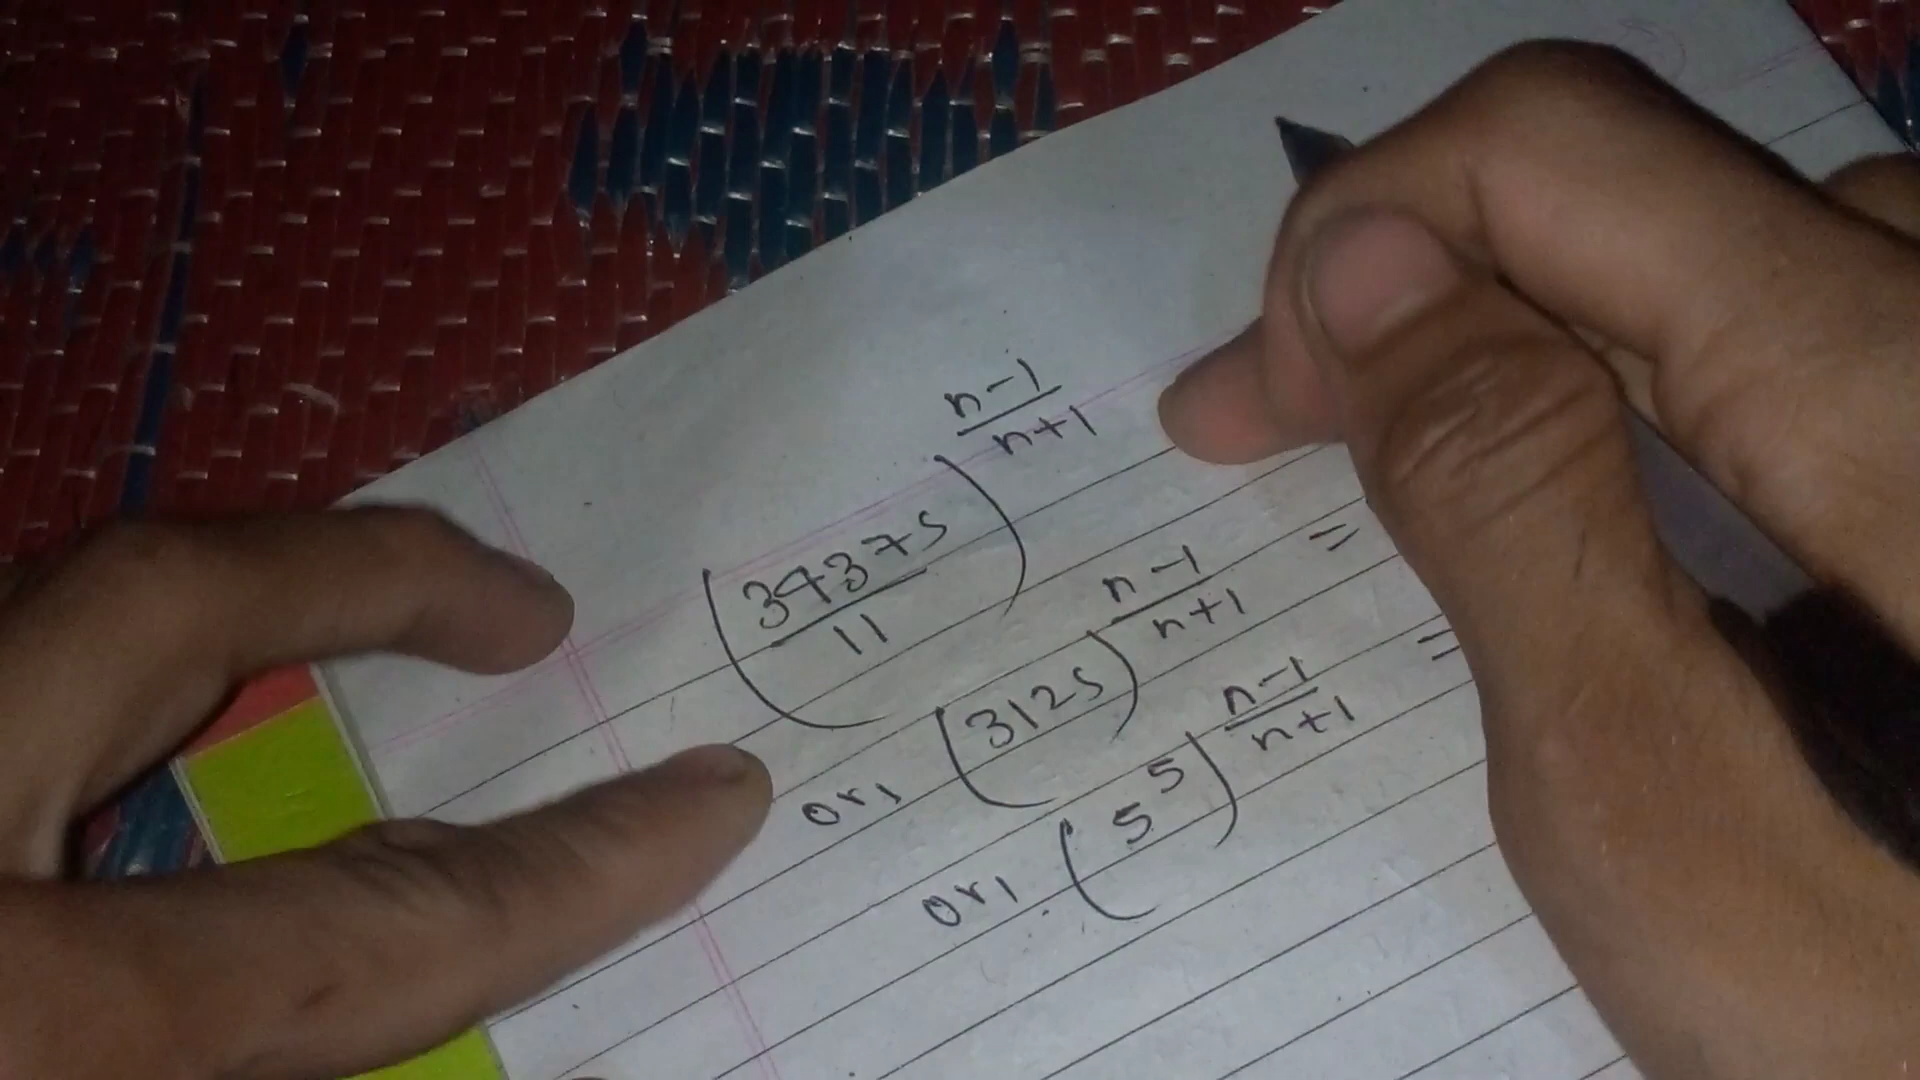 (34375/11)^((n-1)/(n+1))
or, (3125)^((n-1)/(n+1)) =
or, (5^5)^((n-1)/(n+1)) =